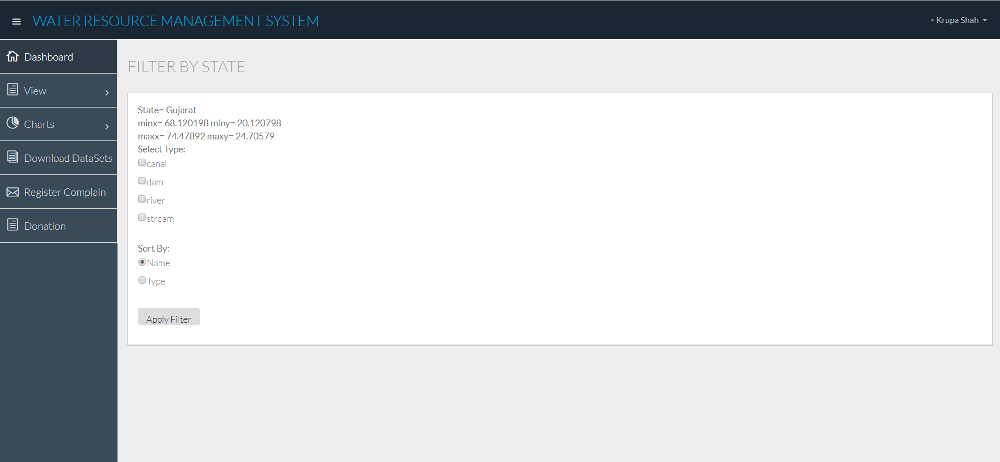 WATER RESOURCE MANAGEMENT SYSTEM
Krupa Shah
Dashboard
View
Charts
Download DataSets
Register Complain
Donation
FILTER BY STATE
State= Gujarat
minx= 68.120198 miny= 20.120798
maxx= 74.47892 maxy= 24.70579
Select Type:
canal
dam
river
stream
Sort By:
Name
Type
Apply Filter